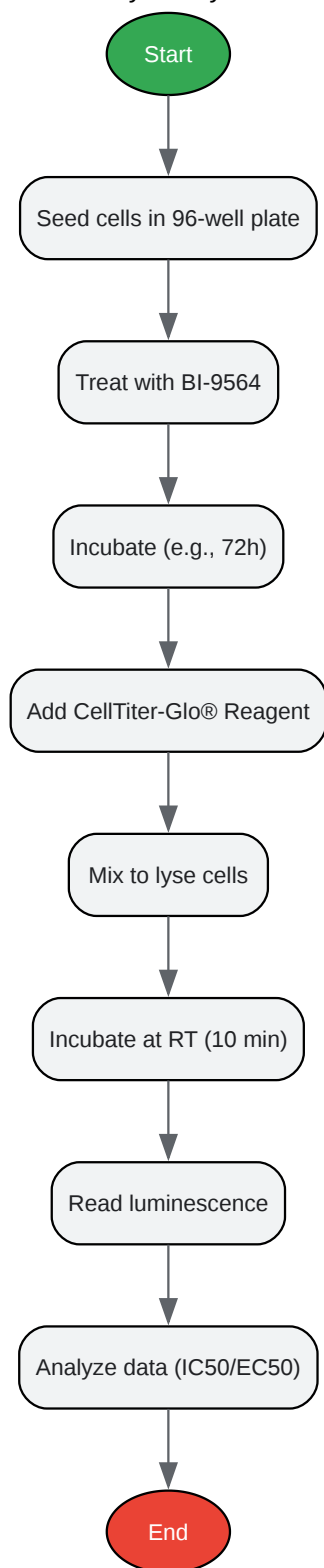 Start
Seed cells in 96-well plate
Treat with BI-9564
Incubate (e.g., 72h)
Add CellTiter-Glo® Reagent
Mix to lyse cells
Incubate at RT (10 min)
Read luminescence
Analyze data (IC50/EC50)
End